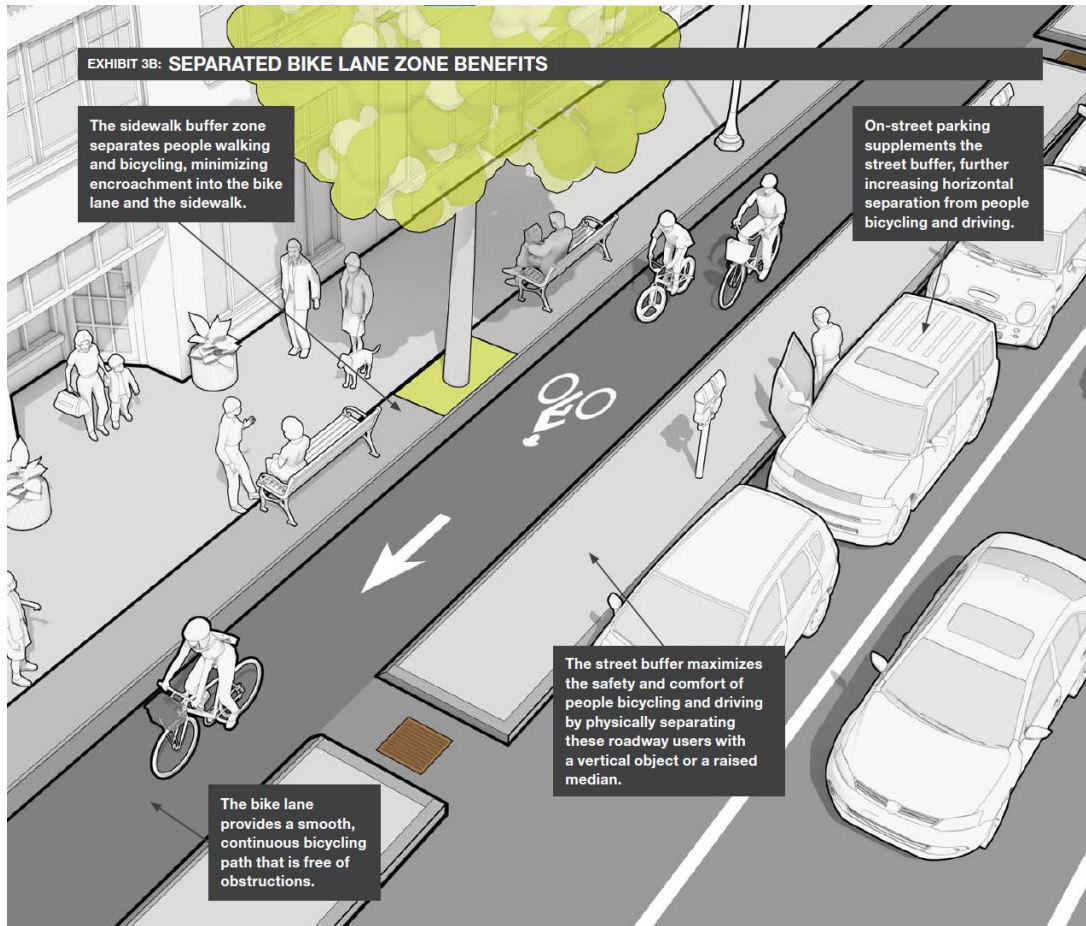 EXHIBIT 3B: SEPARATED BIKE LANE ZONE BENEFITS
The sidewalk buffer zone
separates people walking
and bicycling, minimizing
encroachment into the bike
lane and the sidewalk.
On-street parking
supplements the
street buffer, further
increasing horizontal
separation from people
bicycling and driving.
The street buffer maximizes
the safety and comfort of
people bicycling and driving
by physically separating
these roadway users with
a vertical object or a raised
median.
The bike lane
provides a smooth,
continuous bicycling
path that is free of
obstructions.